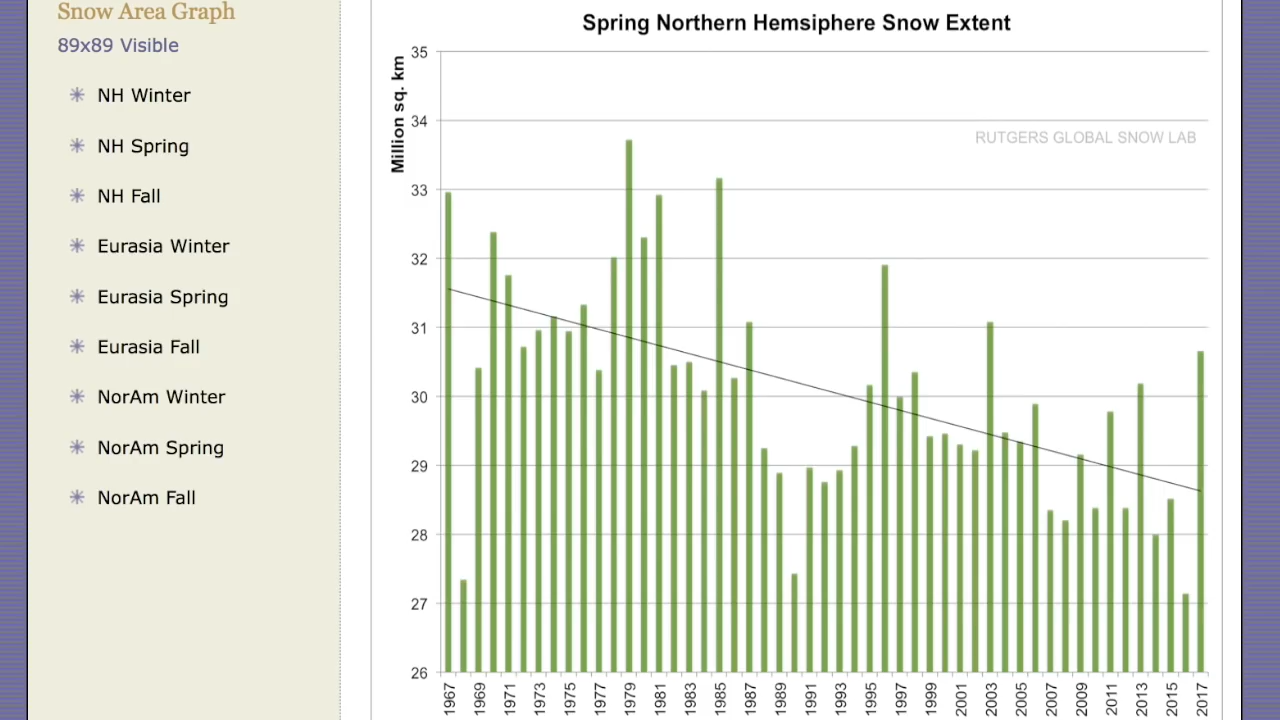 Snow Area Graph
89x89 Visible
NH Winter
NH Spring
NH Fall
Eurasia Winter
Eurasia Spring
Eurasia Fall
NorAm Winter
NorAm Spring
NorAm Fall
Spring Northern Hemsiphere Snow Extent
Million sq. km
RUTGERS GLOBAL SNOW LAB
35
34
33
32
31
30
29
28
27
26
1967
1969
1971
1973
1975
1977
1979
1981
1983
1985
1987
1989
1991
1993
1995
1997
1999
2001
2003
2005
2007
2009
2011
2013
2015
2017